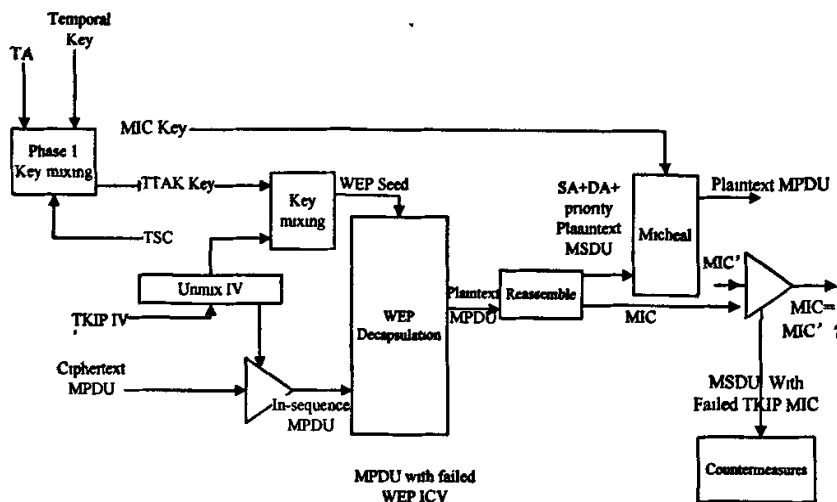 Temporal
Key
TA
MIC Key
Phase 1
Key mixing
TTAK Key
Key
mixing
WEP Seed
SA+DA+
priority
Plaaintext
MSDU
Micheal
Plaintext MPDU
TSC
Unmix IV
TKIP IV
WEP
Decapsulation
Plaintext
MPDU
Reassemble
MIC
MIC'
MIC=
MIC' ?
Ciphertext
MPDU
In-sequence
MPDU
MSDU With
Failed TKIP MIC
Countermeasures
MPDU with failed
WEP ICV